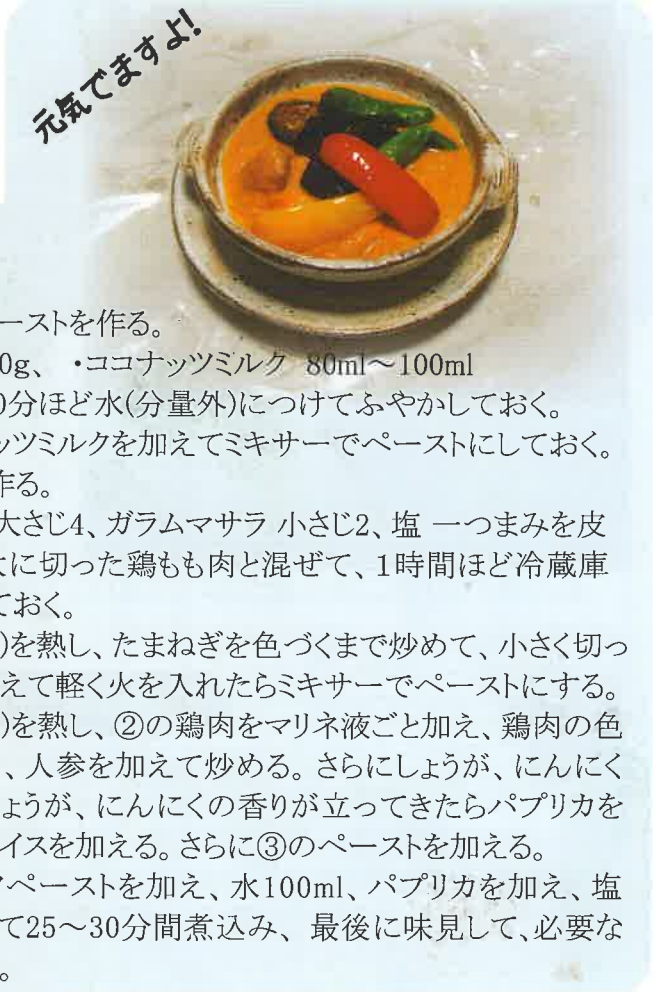 元気でますよ!
ーストを作る。
0g、 ・ココナッツミルク 80ml～100ml
0分ほど水(分量外)につけてふやかしておく。
ッツミルクを加えてミキサーでペーストにしておく。
作る。
大さじ4、ガラムマサラ 小さじ2、塩 一つまみを皮
大に切った鶏もも肉と混ぜて、1時間ほど冷蔵庫
ておく。
)を熱し、たまねぎを色づくまで炒めて、小さく切っ
えて軽く火を入れたらミキサーでペーストにする。
)を熱し、②の鶏肉をマリネ液ごと加え、鶏肉の色
、人参を加えて炒める。さらにしょうが、にんにく
ょうが、にんにくの香りが立ってきたらパプリカを
イスを加える。さらに③のペーストを加える。
ペーストを加え、水100ml、パプリカを加え、塩
て25～30分間煮込み、最後に味見して、必要な
。